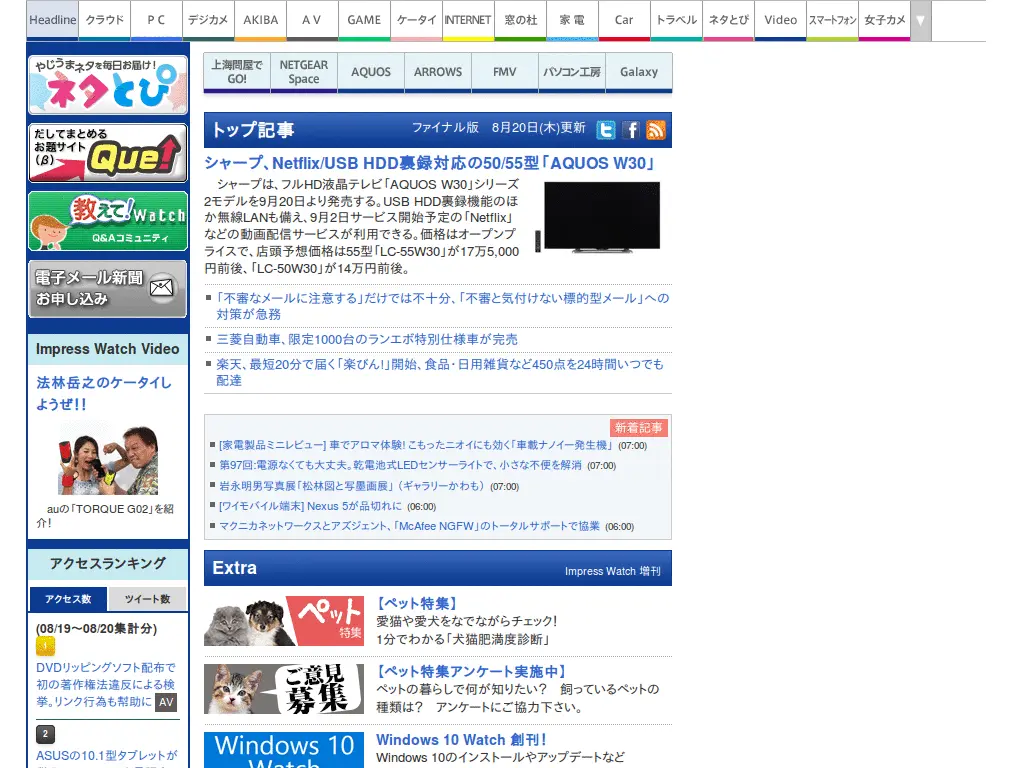 Headline クラウド PC デジカメ AKIBA AV GAME ケータイ INTERNET 窓の杜 家電 Car トラベル ネタとぴ Video スマートフォン 女子カメ ▼
やじうまネタを毎日お届け!
ネタとぴ
だしてまとめる
お題サイト
(β)
Que!
教えて!Watch
Q&Aコミュニティ
電子メール新聞
お申し込み
Impress Watch Video
法林岳之のケータイし
ようぜ!!
auの「TORQUE G02」を紹
介!
アクセスランキング
アクセス数 ツイート数
(08/19〜08/20集計分)
1
DVDリッピングソフト配布で
初の著作権法違反による検
挙。リンク行為も幇助に AV
2
ASUSの10.1型タブレットが
上海問屋で
GO!
NETGEAR
Space
AQUOS
ARROWS
FMV
パソコン工房
Galaxy
トップ記事 ファイナル版 8月20日(木)更新
シャープ、Netflix/USB HDD裏録対応の50/55型「AQUOS W30」
シャープは、フルHD液晶テレビ「AQUOS W30」シリーズ
2モデルを9月20日より発売する。USB HDD裏録機能のほ
か無線LANも備え、9月2日サービス開始予定の「Netflix」
などの動画配信サービスが利用できる。価格はオープンプ
ライスで、店頭予想価格は55型「LC-55W30」が17万5,000
円前後、「LC-50W30」が14万円前後。
「不審なメールに注意する」だけでは不十分、「不審と気付けない標的型メール」への
対策が急務
三菱自動車、限定1000台のランエボ特別仕様車が完売
楽天、最短20分で届く「楽びん!」開始、食品・日用雑貨など450点を24時間いつでも
配達
新着記事
[家電製品ミニレビュー] 車でアロマ体験! こもったニオイにも効く「車載ナノイー発生機」 (07:00)
第97回:電源なくても大丈夫。乾電池式LEDセンサーライトで、小さな不便を解消 (07:00)
岩永明男写真展「松林図と写墨画展」 (ギャラリーかわも) (07:00)
[ワイモバイル端末] Nexus 5が品切れに (06:00)
マクニカネットワークスとアズジェント、「McAfee NGFW」のトータルサポートで協業 (06:00)
Extra Impress Watch 増刊
ペット
特集
【ペット特集】
愛猫や愛犬をなでながらチェック!
1分でわかる「犬猫肥満度診断」
ご意見
募集
【ペット特集アンケート実施中】
ペットの暮らしで何が知りたい? 飼っているペットの
種類は? アンケートにご協力下さい。
Windows 10
Watch
Windows 10 Watch 創刊!
Windows 10のインストールやアップデートなど